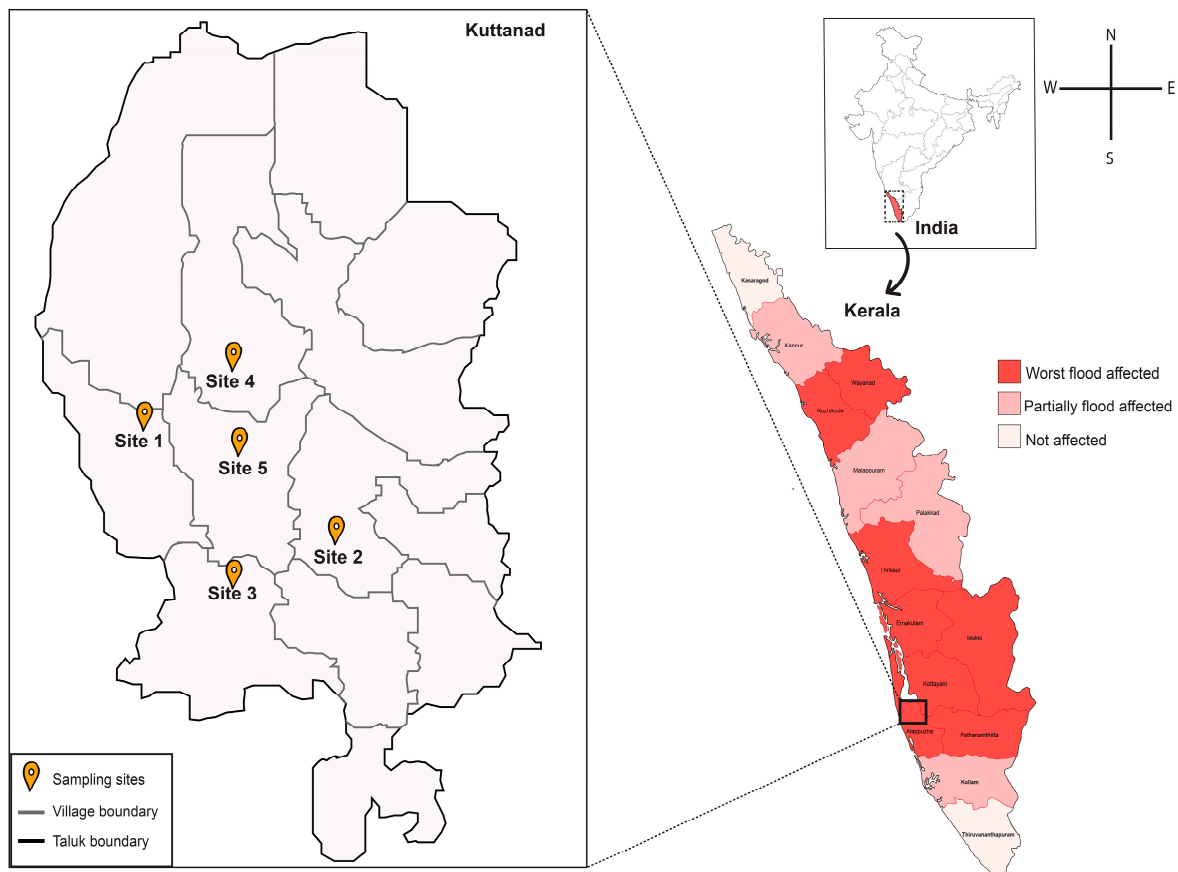 Kuttanad
Site 4
Site 1
Site 5
Site 2
Site 3
Sampling sites
Village boundary
Taluk boundary
N
W
E
S
India
Kerala
Worst flood affected
Partially flood affected
Not affected
Kasaragod
Kannur
Wayanad
Malappuram
Palakkad
Thrissur
Ernakulam
Idukki
Kottayam
Alappuzha
Pathanamthitta
Kollam
Thiruvananthapuram